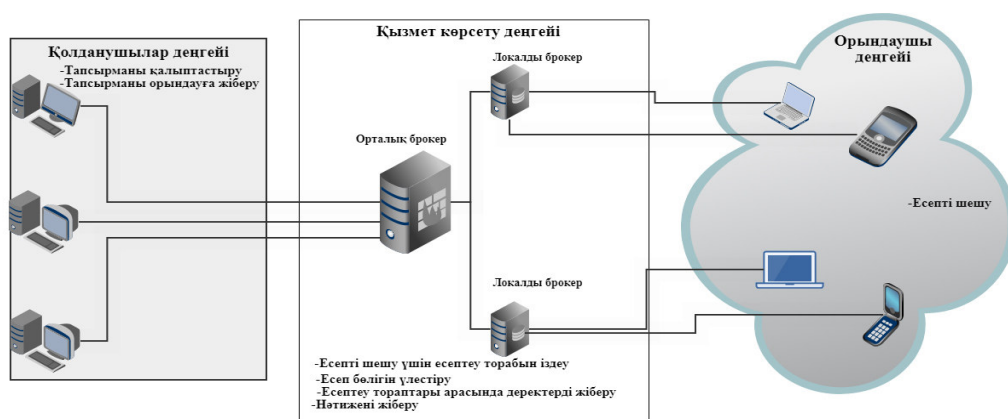 Қолданушылар деңгейі
-Тапсырманы қалыптастыру
-Тапсырманы орындауға жіберу
Қызмет көрсету деңгейі
Локалды брокер
Орталық брокер
Локалды брокер
-Есепті шешу үшін есептеу торабын іздеу
-Есеп бөлігін үлестіру
-Есептеу тораптары арасында деректерді жіберу
-Нәтижені жіберу
Орындаушы
деңгейі
-Есепті шешу